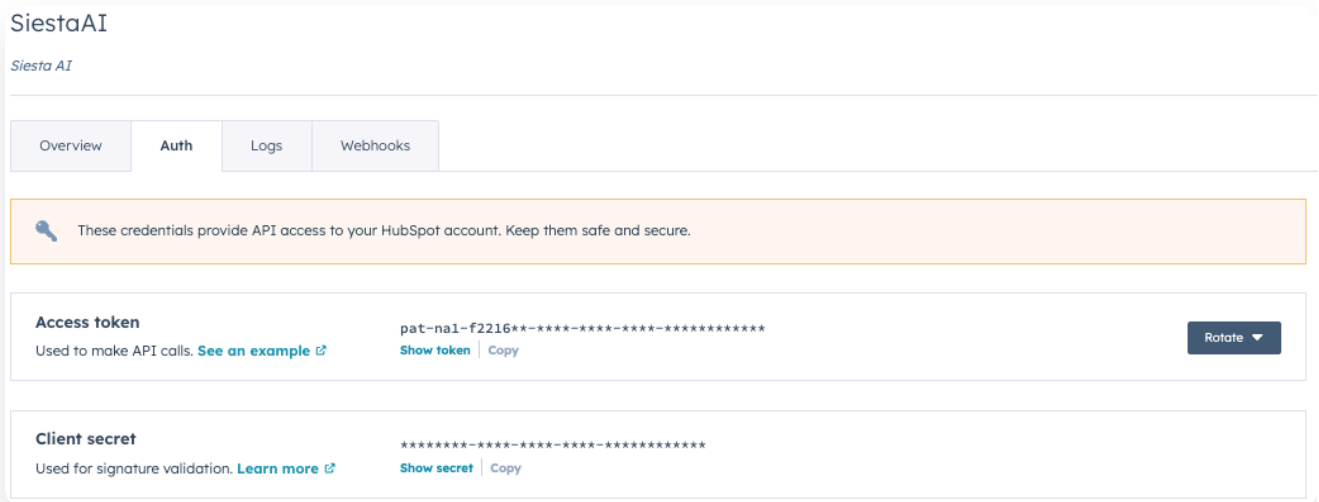 SiestaAI
Siesta AI
Overview
Auth
Logs
Webhooks
These credentials provide API access to your HubSpot account. Keep them safe and secure.
Access token
Used to make API calls. See an example
pat-na1-f2216**-****-****-****-************
Show token
Copy
Rotate
Client secret
Used for signature validation. Learn more
********-****-****-****-************
Show secret
Copy